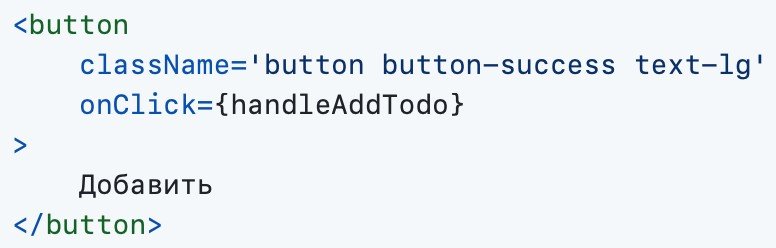 <button
    className='button button-success text-lg'
    onClick={handleAddTodo}
>
    Добавить
</button>